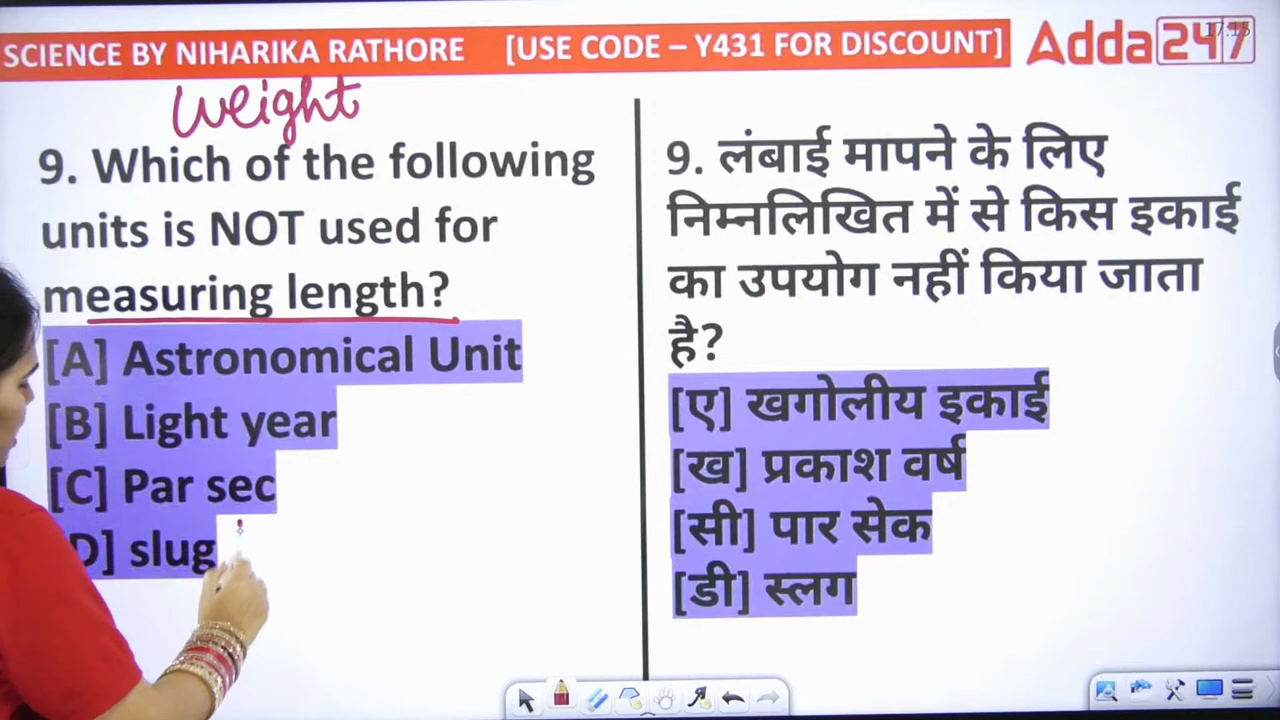 SCIENCE BY NIHARIKA RATHORE [USE CODE – Y431 FOR DISCOUNT] Adda247
17:15
weight
9. Which of the following
units is NOT used for
measuring length?
[A] Astronomical Unit
[B] Light year
[C] Par sec
D] slug
9. लंबाई मापने के लिए
निम्नलिखित में से किस इकाई
का उपयोग नहीं किया जाता
है?
[ए] खगोलीय इकाई
[ख] प्रकाश वर्ष
[सी] पार सेक
[डी] स्लग